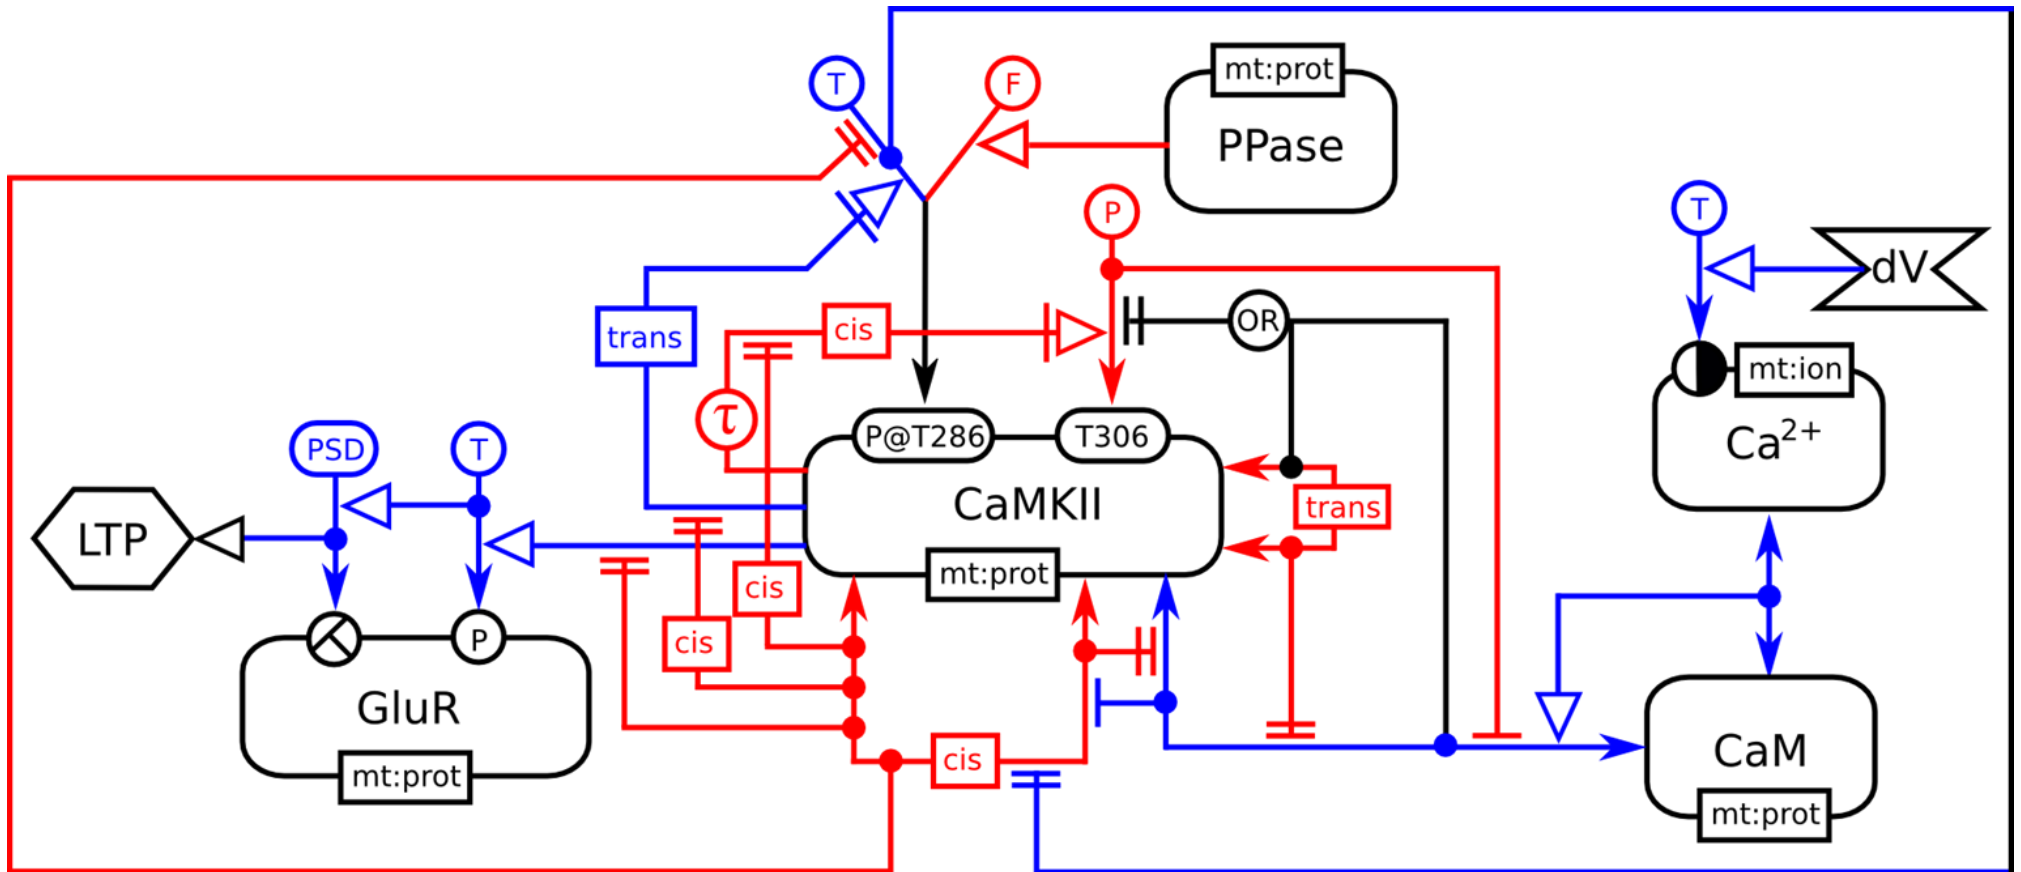 T
F
mt:prot
PPase
P
T
dV
trans
cis
OR
mt:ion
Ca2+
τ
P@T286
T306
PSD
T
CaMKII
trans
LTP
mt:prot
cis
cis
P
GluR
mt:prot
cis
CaM
mt:prot